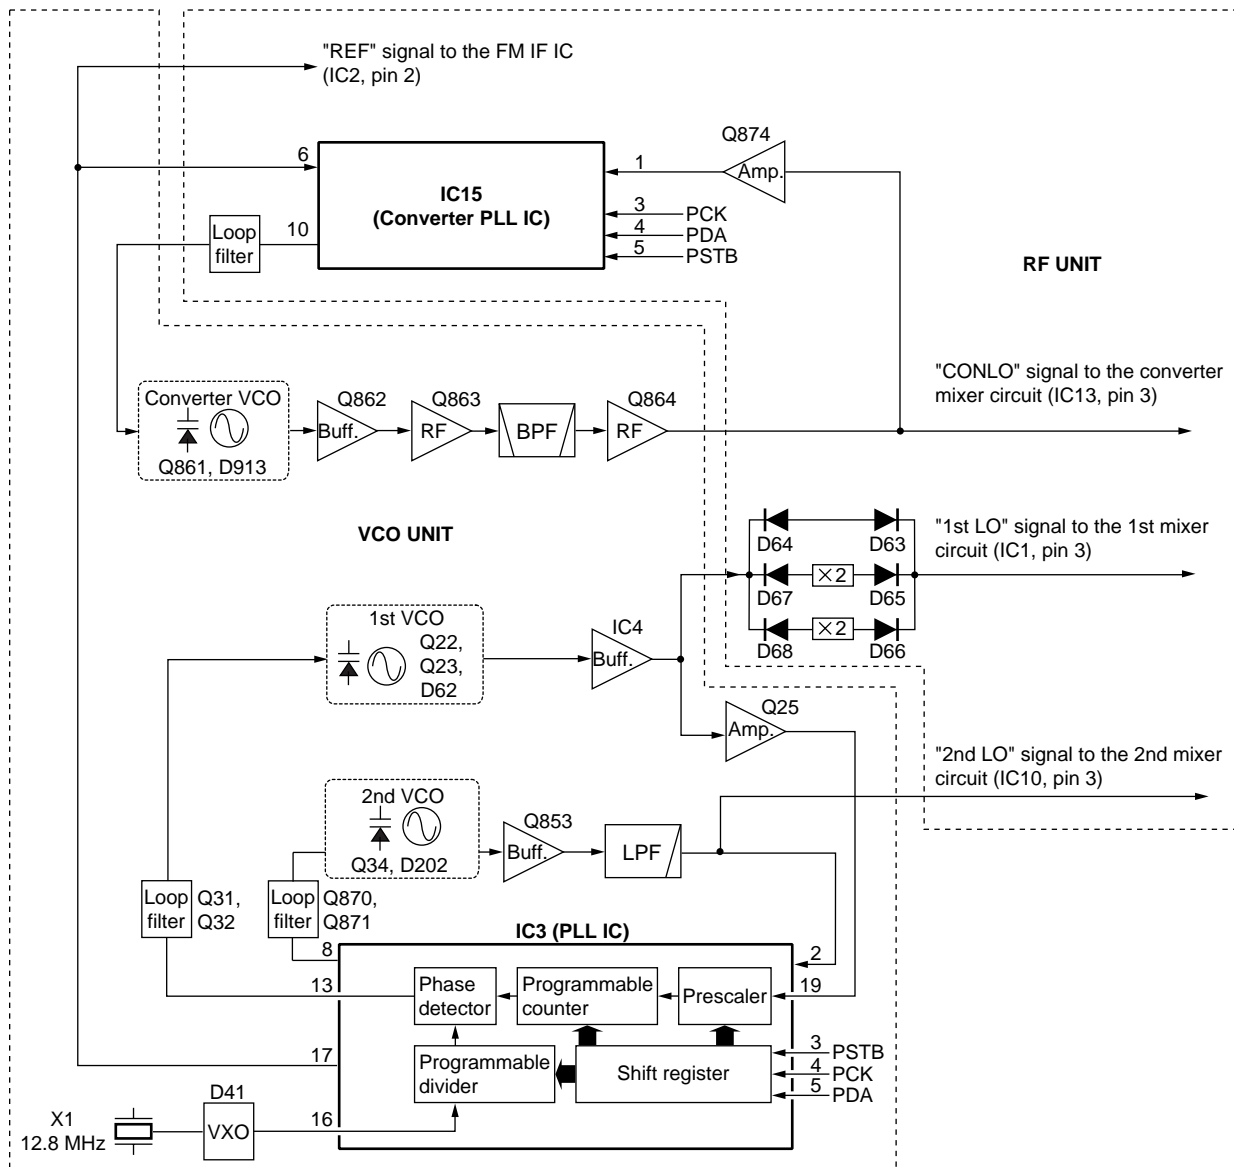 "REF" signal to the FM IF IC
(IC2, pin 2)
Q874
Amp.
6
1
IC15
(Converter PLL IC)
3
PCK
4
PDA
5
PSTB
10
Loop
filter
RF UNIT
"CONLO" signal to the converter
mixer circuit (IC13, pin 3)
Converter VCO
Q861, D913
Q862
Buff.
Q863
RF
BPF
Q864
RF
VCO UNIT
"1st LO" signal to the 1st mixer
circuit (IC1, pin 3)
D64
D63
D67
×2
D65
D68
×2
D66
1st VCO
Q22,
Q23,
D62
IC4
Buff.
Q25
Amp.
"2nd LO" signal to the 2nd mixer
circuit (IC10, pin 3)
2nd VCO
Q34, D202
Q853
Buff.
LPF
Loop
filter
Q31,
Q32
Loop
filter
Q870,
Q871
IC3 (PLL IC)
8
2
13
19
Phase
detector
Programmable
counter
Prescaler
17
Programmable
divider
Shift register
3
PSTB
4
PCK
5
PDA
16
D41
VXO
X1
12.8 MHz